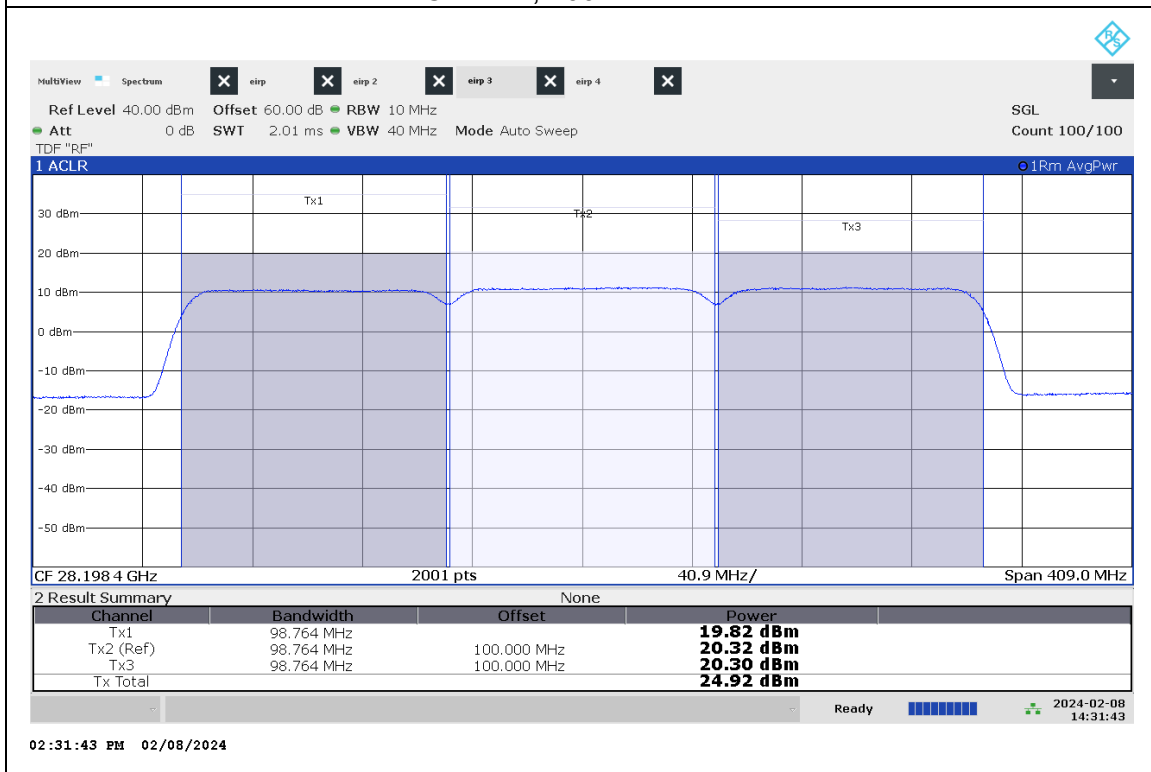 R&S
MultiView Spectrum eirp eirp 2 eirp 3 eirp 4
Ref Level 40.00 dBm Offset 60.00 dB RBW 10 MHz SGL
Att 0 dB SWT 2.01 ms VBW 40 MHz Mode Auto Sweep Count 100/100
TDF "RF"
1 ACLR 1Rm AvgPwr
Tx1
30 dBm Tx2
Tx3
20 dBm
10 dBm
0 dBm
-10 dBm
-20 dBm
-30 dBm
-40 dBm
-50 dBm
CF 28.198 4 GHz 2001 pts 40.9 MHz/ Span 409.0 MHz
2 Result Summary None
Channel Bandwidth Offset Power
Tx1 98.764 MHz 19.82 dBm
Tx2 (Ref) 98.764 MHz 100.000 MHz 20.32 dBm
Tx3 98.764 MHz 100.000 MHz 20.30 dBm
Tx Total 24.92 dBm
Ready 2024-02-08
14:31:43
02:31:43 PM 02/08/2024